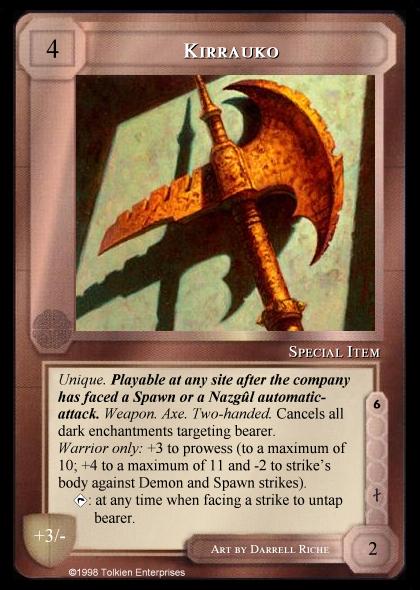 4
KIRRAUKO
SPECIAL ITEM
Unique. Playable at any site after the company
has faced a Spawn or a Nazgûl automatic-
attack. Weapon. Axe. Two-handed. Cancels all
dark enchantments targeting bearer.
Warrior only: +3 to prowess (to a maximum of
10; +4 to a maximum of 11 and -2 to strike's
body against Demon and Spawn strikes).
: at any time when facing a strike to untap
bearer.
6
+3/-
ART BY DARRELL RICHE
2
©1998 Tolkien Enterprises